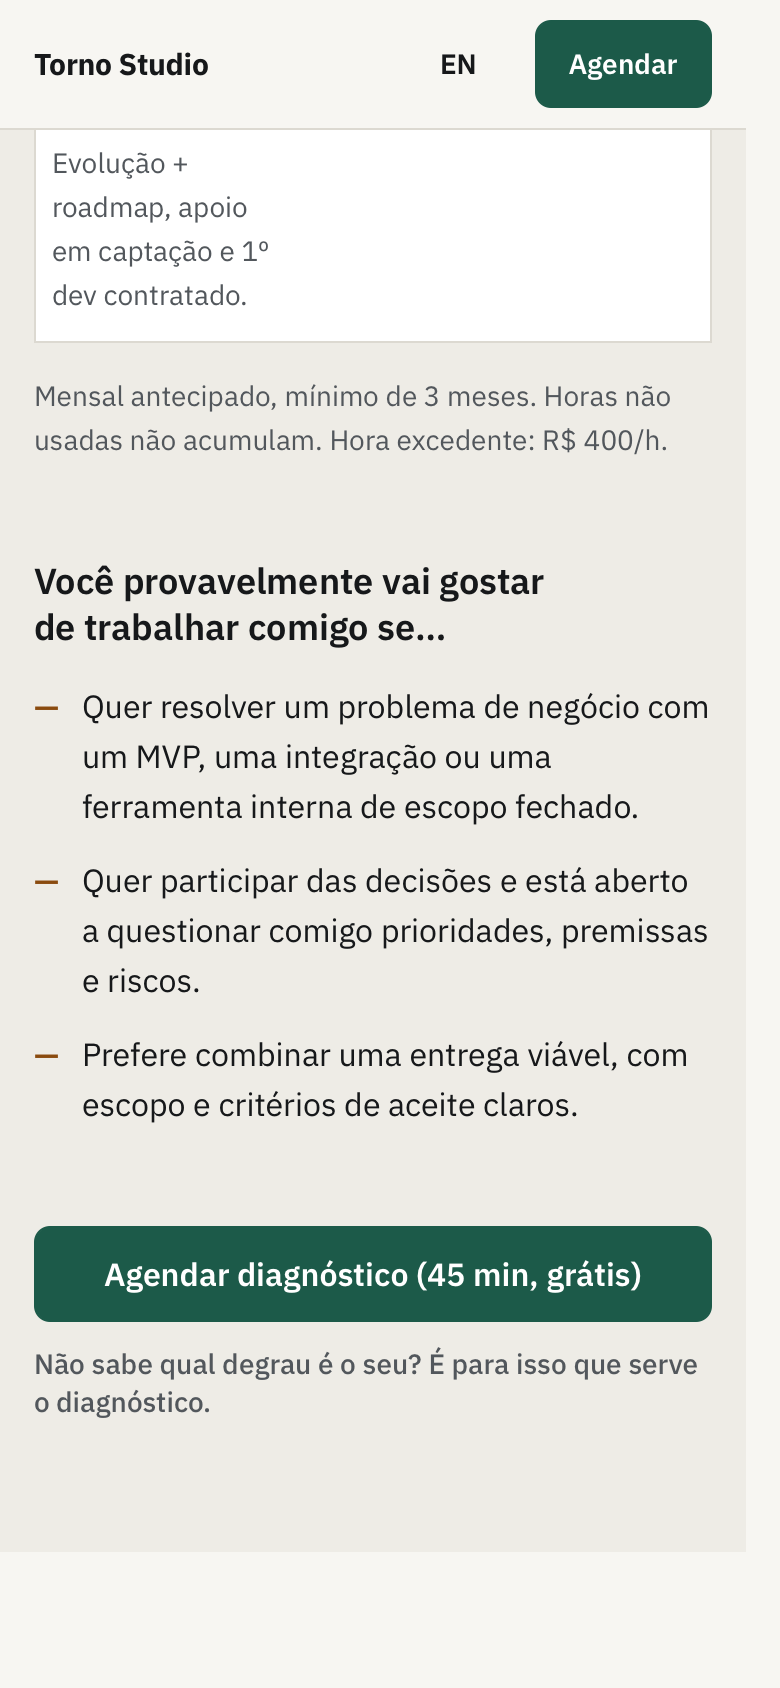 Torno Studio
EN
Agendar
Evolução +
roadmap, apoio
em captação e 1º
dev contratado.
Mensal antecipado, mínimo de 3 meses. Horas não
usadas não acumulam. Hora excedente: R$ 400/h.
Você provavelmente vai gostar
de trabalhar comigo se...
— Quer resolver um problema de negócio com
um MVP, uma integração ou uma
ferramenta interna de escopo fechado.
— Quer participar das decisões e está aberto
a questionar comigo prioridades, premissas
e riscos.
— Prefere combinar uma entrega viável, com
escopo e critérios de aceite claros.
Agendar diagnóstico (45 min, grátis)
Não sabe qual degrau é o seu? É para isso que serve
o diagnóstico.